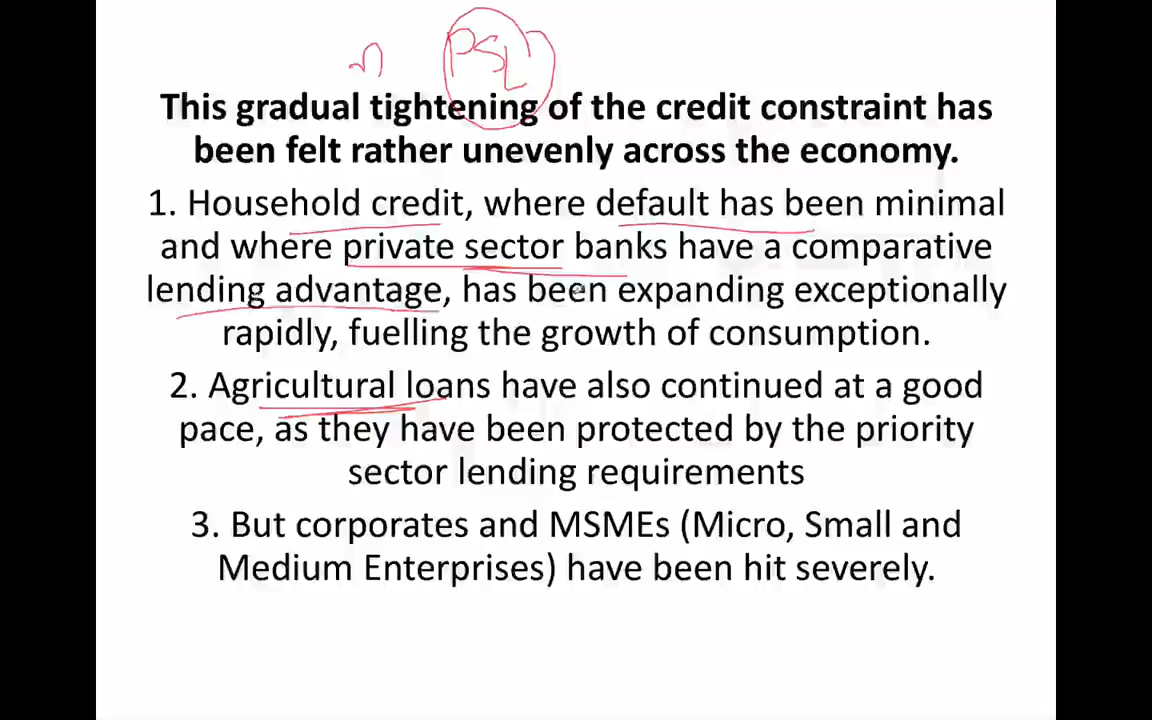 PSL
This gradual tightening of the credit constraint has
been felt rather unevenly across the economy.
1. Household credit, where default has been minimal
and where private sector banks have a comparative
lending advantage, has been expanding exceptionally
rapidly, fuelling the growth of consumption.
2. Agricultural loans have also continued at a good
pace, as they have been protected by the priority
sector lending requirements
3. But corporates and MSMEs (Micro, Small and
Medium Enterprises) have been hit severely.